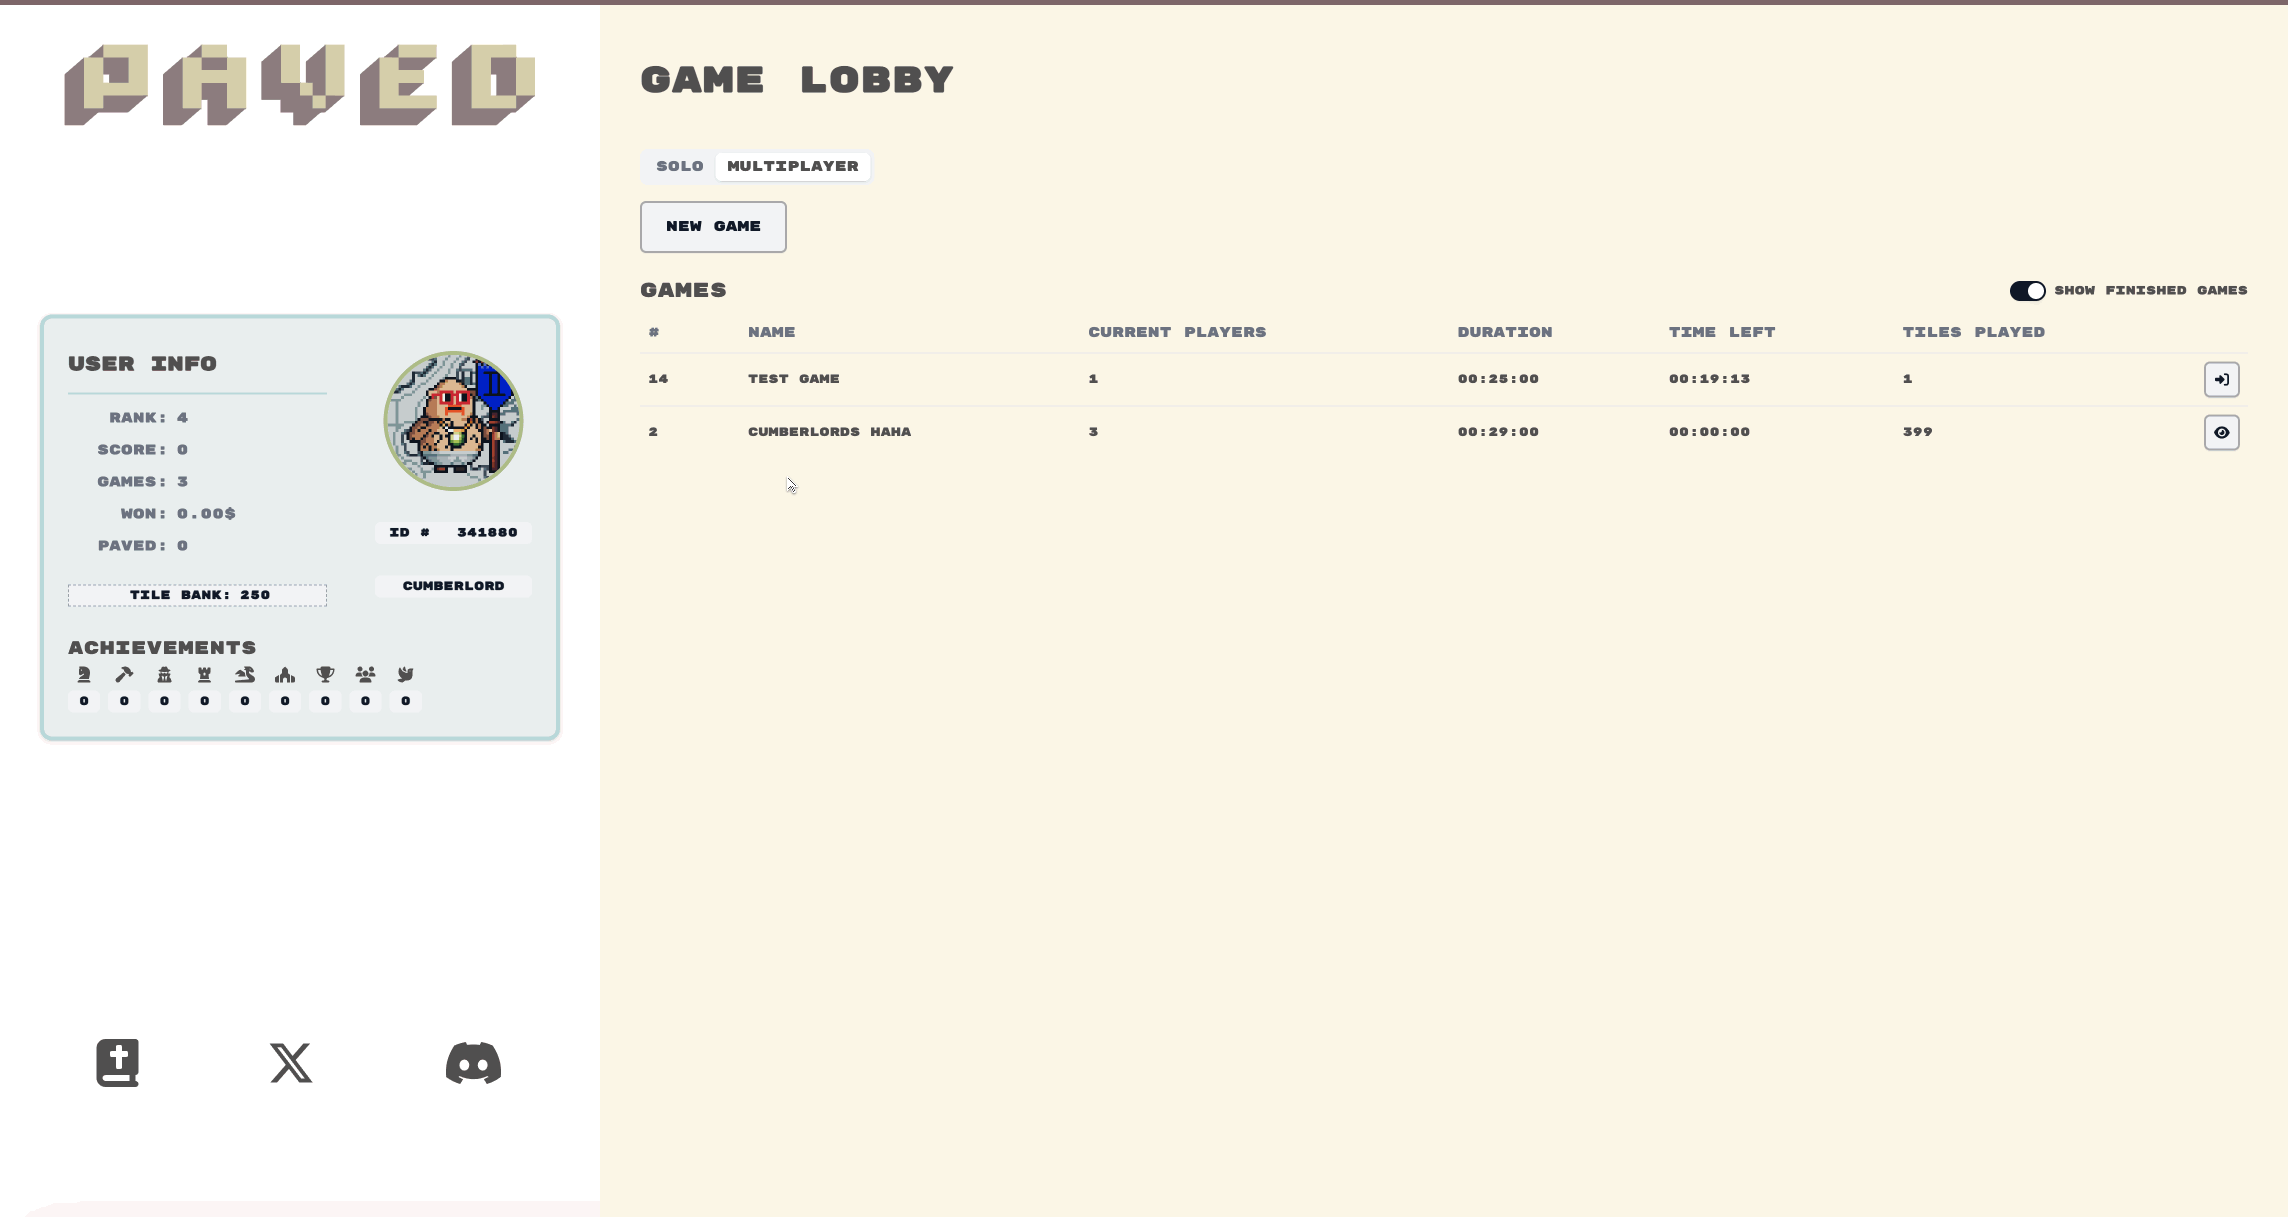 PAVED
USER INFO
RANK: 4
SCORE: 0
GAMES: 3
WON: 0.00$
PAVED: 0
TILE BANK: 250
ID # 341880
CUMBERLORD
ACHIEVEMENTS
0 0 0 0 0 0 0 0 0
GAME LOBBY
SOLO MULTIPLAYER
NEW GAME
GAMES
SHOW FINISHED GAMES
# NAME CURRENT PLAYERS DURATION TIME LEFT TILES PLAYED
14 TEST GAME 1 00:25:00 00:19:13 1
2 CUMBERLORDS HAHA 3 00:29:00 00:00:00 399